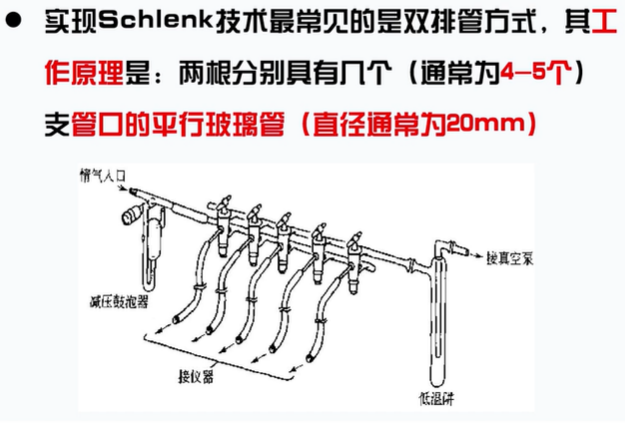 ● 实现Schlenk技术最常见的是双排管方式，其工
作原理是：两根分别具有几个（通常为4-5个）
支管口的平行玻璃管（直径通常为20mm）
惰气入口
接真空泵
减压鼓泡器
接仪器
低温阱